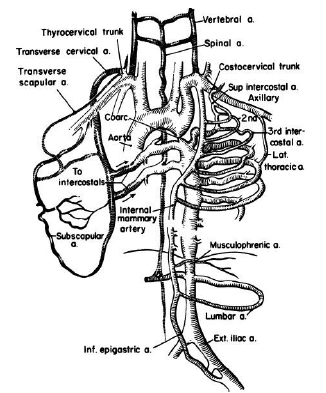 Vertebral a.
Thyrocervical trunk
Spinal a.
Transverse cervical a.
Costocervical trunk
Transverse
scapular a.
Sup intercostal a.
Axillary
Coarc.
2nd
Aorta
3rd inter-
costal a.
Lat.
thoracic a.
To
intercostals
Internal
mammary
artery
Subscapular
a.
Musculophrenic a.
Lumbar a.
Inf. epigastric a.
Ext. iliac a.